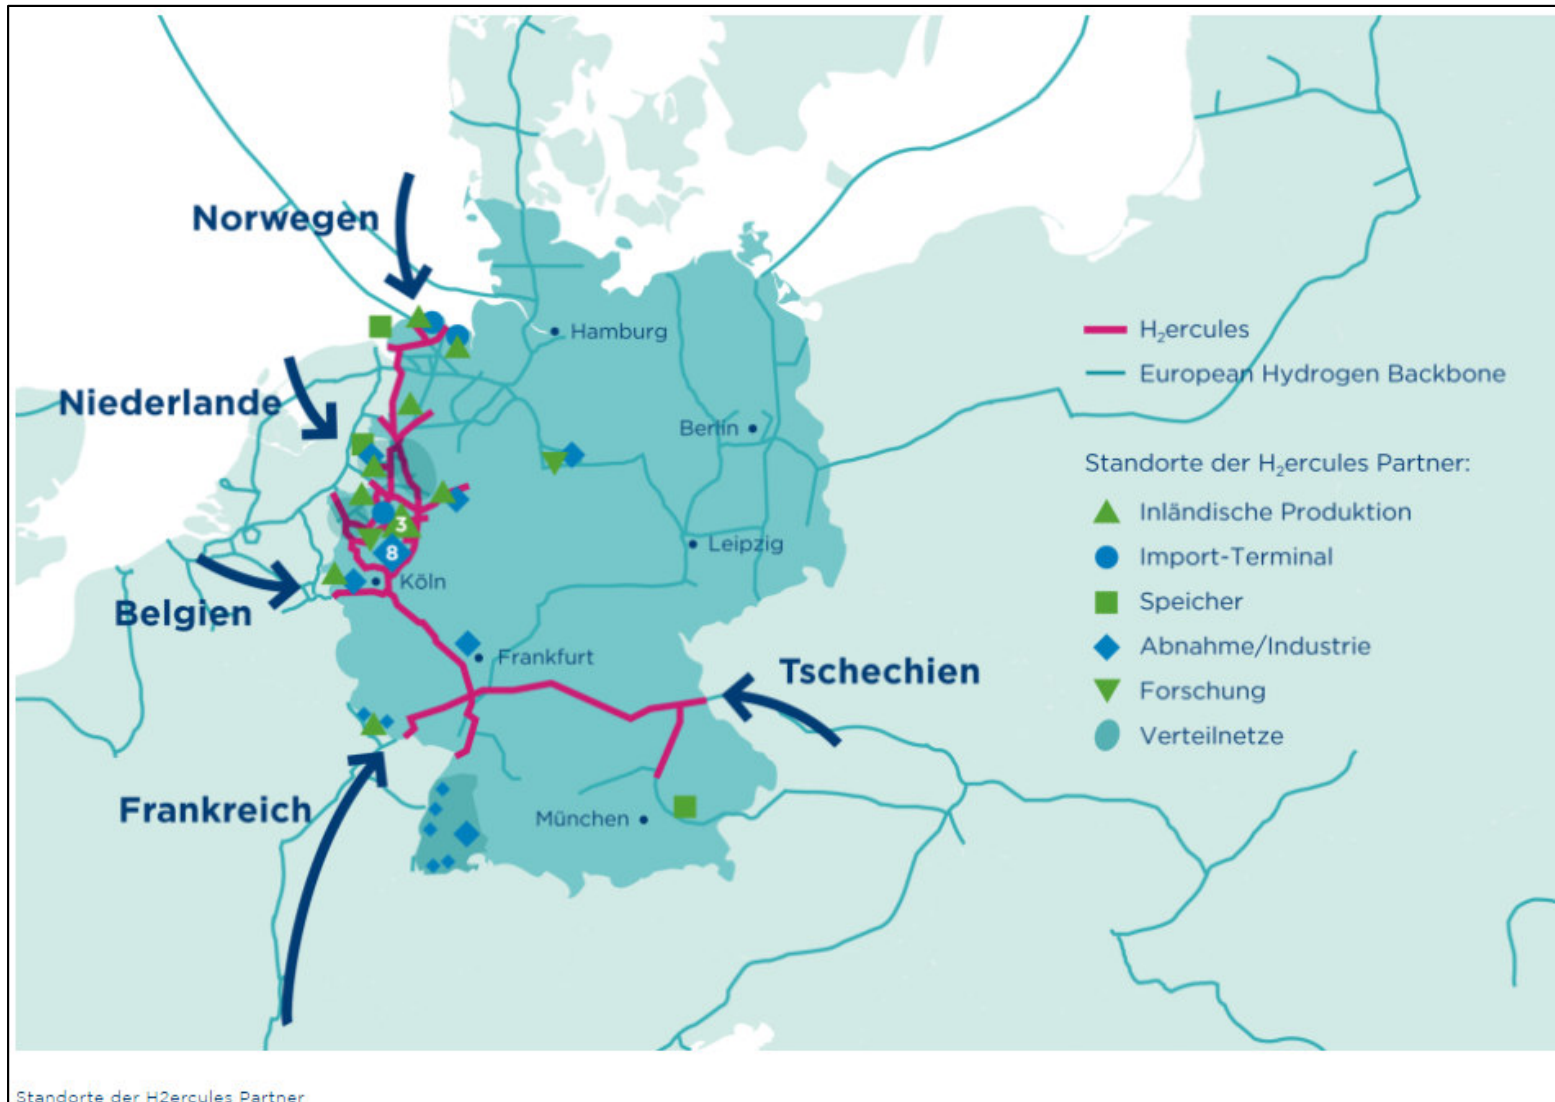 Norwegen
Hamburg
H₂ercules
Niederlande
European Hydrogen Backbone
Berlin
Standorte der H₂ercules Partner:
Inländische Produktion
3
Leipzig
8
Import-Terminal
Köln
Belgien
Speicher
Abnahme/Industrie
Frankfurt
Tschechien
Forschung
Verteilnetze
Frankreich
München
Standorte der H2ercules Partner